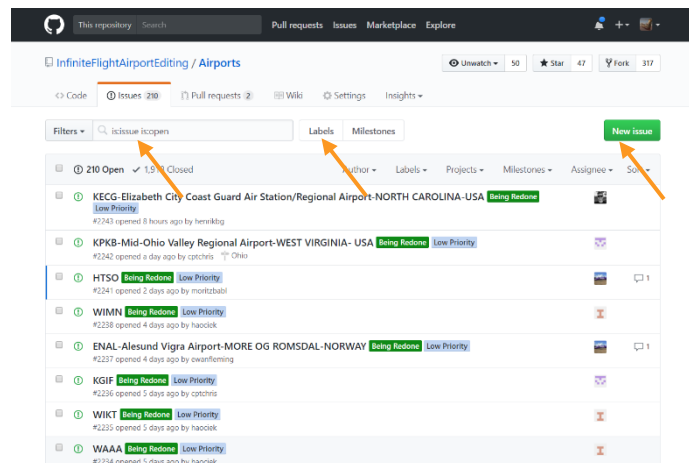 This repository Search Pull requests Issues Marketplace Explore
InfiniteFlightAirportEditing / Airports Unwatch 50 Star 47 Fork 317
Code Issues 210 Pull requests 2 Wiki Settings Insights
Filters is:issue is:open Labels Milestones New issue
210 Open Closed Author Labels Projects Milestones Assignee Sort
KECG-Elizabeth City Coast Guard Air Station/Regional Airport-NORTH CAROLINA-USA Being Redone
Low Priority
#2243 opened 8 hours ago by henrikbg
KPKB-Mid-Ohio Valley Regional Airport-WEST VIRGINIA- USA Being Redone Low Priority
#2242 opened a day ago by cptchris Ohio
HTSO Being Redone Low Priority 1
#2241 opened 2 days ago by moritzbabl
WIMN Being Redone Low Priority
#2238 opened 4 days ago by haociek
ENAL-Alesund Vigra Airport-MORE OG ROMSDAL-NORWAY Being Redone Low Priority 1
#2237 opened 4 days ago by ewanfleming
KGIF Being Redone Low Priority
#2236 opened 5 days ago by cptchris
WIKT Being Redone Low Priority
#2235 opened 5 days ago by haociek
WAAA Being Redone Low Priority
#2234 opened 5 days ago by haociek